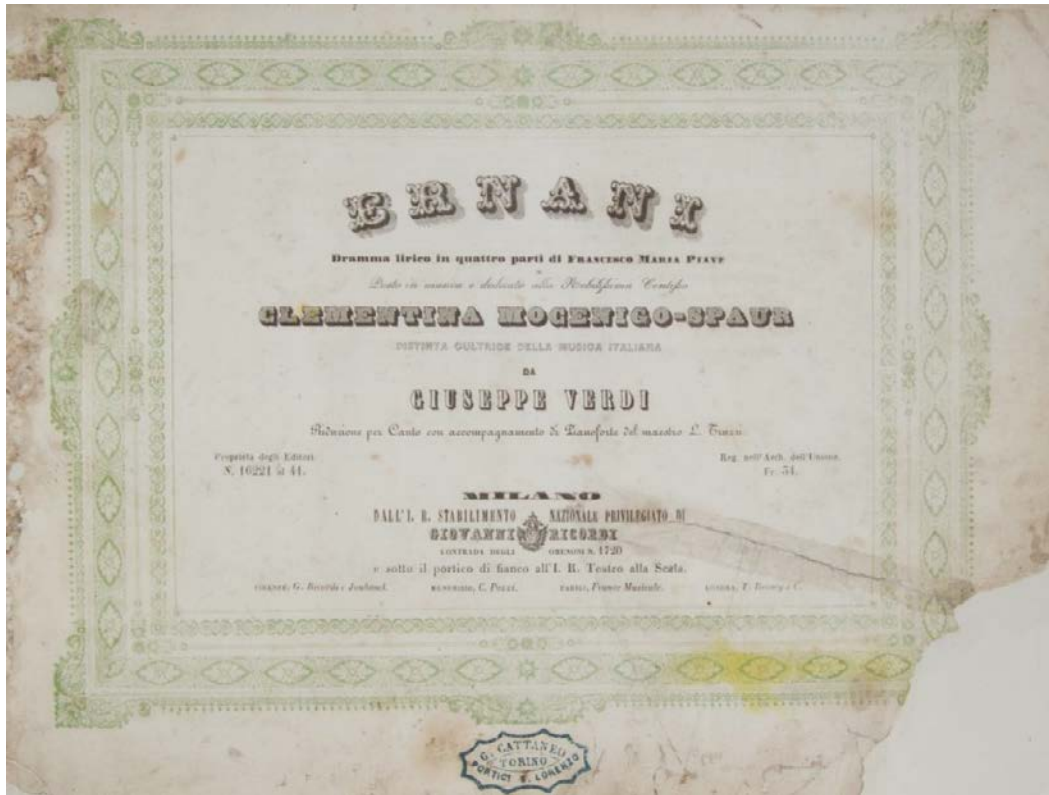 ERNANI
Dramma lirico in quattro parti di FRANCESCO MARIA PIAVE
Posto in musica e dedicato alla Nobilissima Contessa
CLEMENTINA MOCENIGO-SPAUR
DISTINTA CULTRICE DELLA MUSICA ITALIANA
DA
GIUSEPPE VERDI
Riduzione per Canto con accompagnamento di Pianoforte del maestro L. Truzzi.
Proprietà degli Editori.
Reg. nell'Arch. dell'Unione.
N. 16221 a 41.
Fr. 34.
MILANO
DALL'I. R. STABILIMENTO NAZIONALE PRIVILEGIATO DI
GIOVANNI RICORDI
CONTRADA DEGLI OMENONI N. 1720
e sotto il portico di fianco all'I. R. Teatro alla Scala.
FIRENZE, G. Ricordi e Jouhaud. MENDRISIO, C. Pozzi. PARIGI, France Musicale. LONDRA, T. Boosey e C.
G. CATTANEO
TORINO
PORTICI S. LORENZO